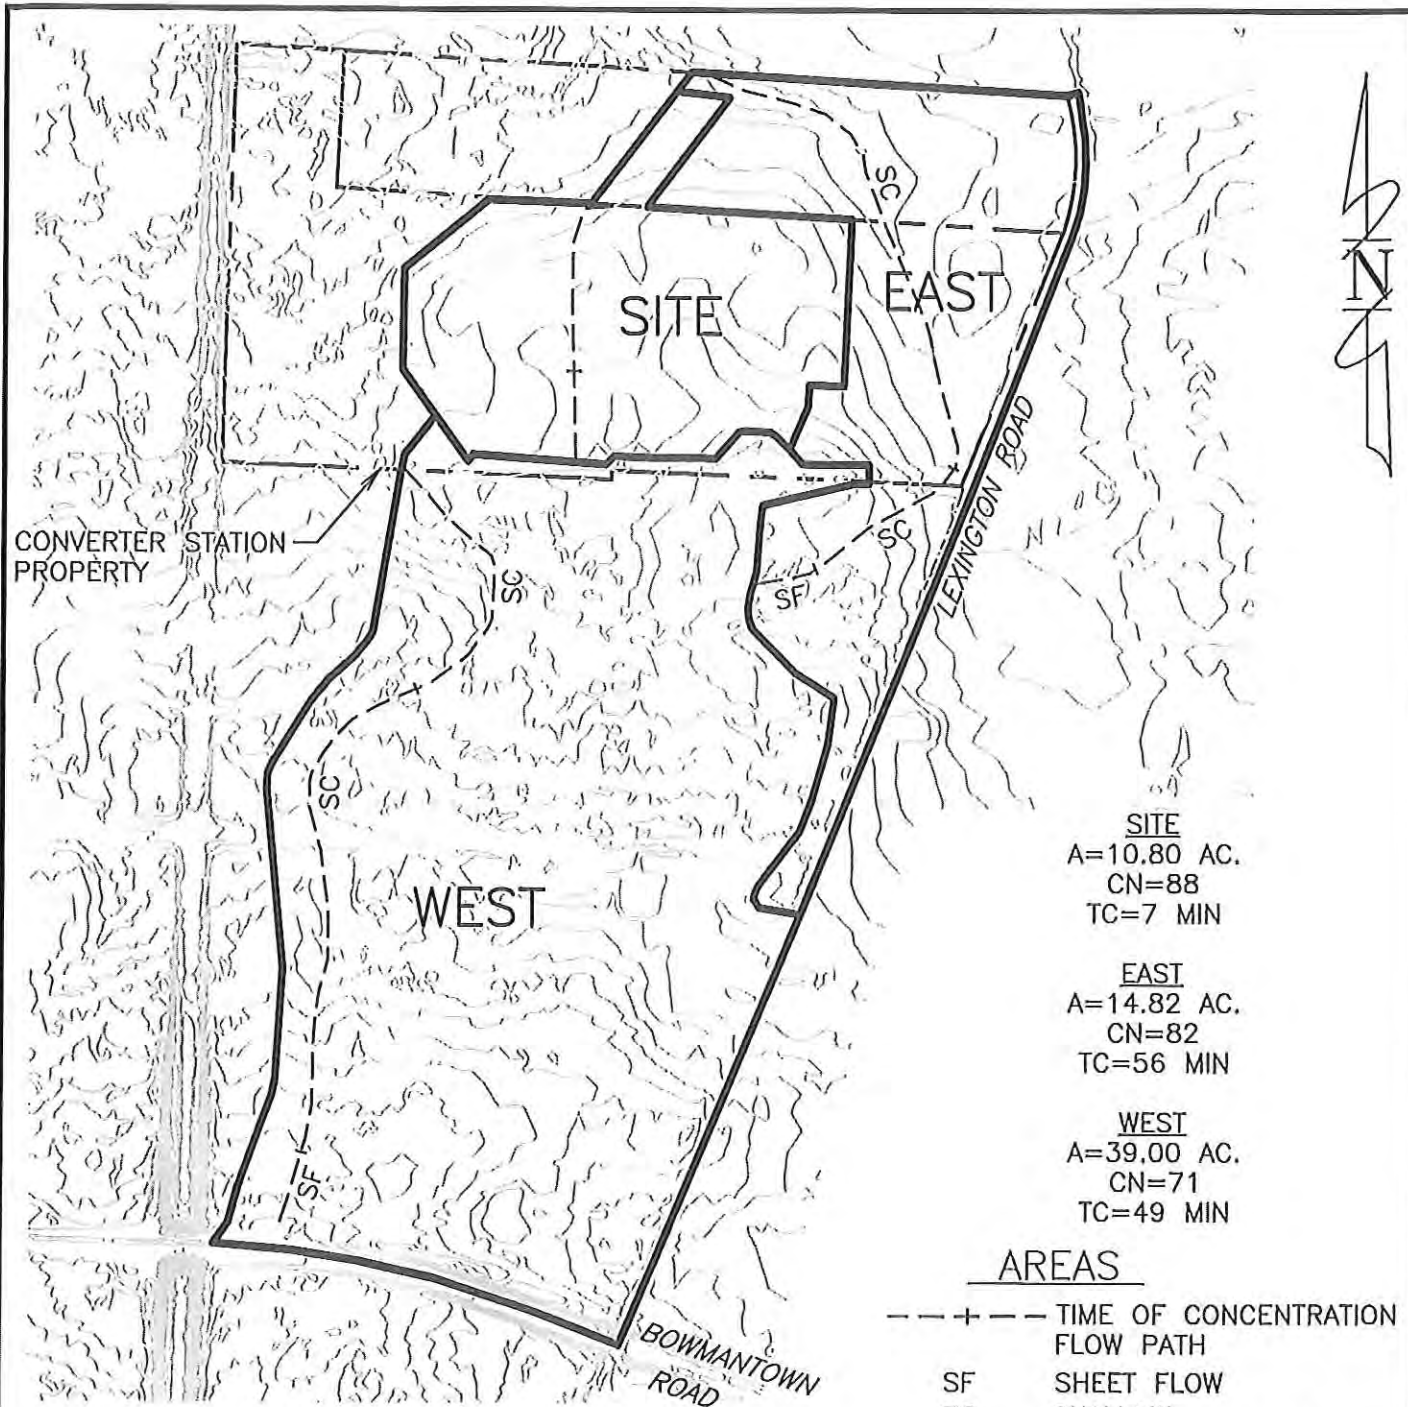 N
SC
SITE
EAST
LEXINGTON ROAD
CONVERTER STATION
PROPERTY
SC
SC
SF
SC
WEST
SF
BOWMANTOWN
ROAD
SITE
A=10.80 AC.
CN=88
TC=7 MIN
EAST
A=14.82 AC.
CN=82
TC=56 MIN
WEST
A=39.00 AC.
CN=71
TC=49 MIN
AREAS
TIME OF CONCENTRATION
FLOW PATH
SF SHEET FLOW